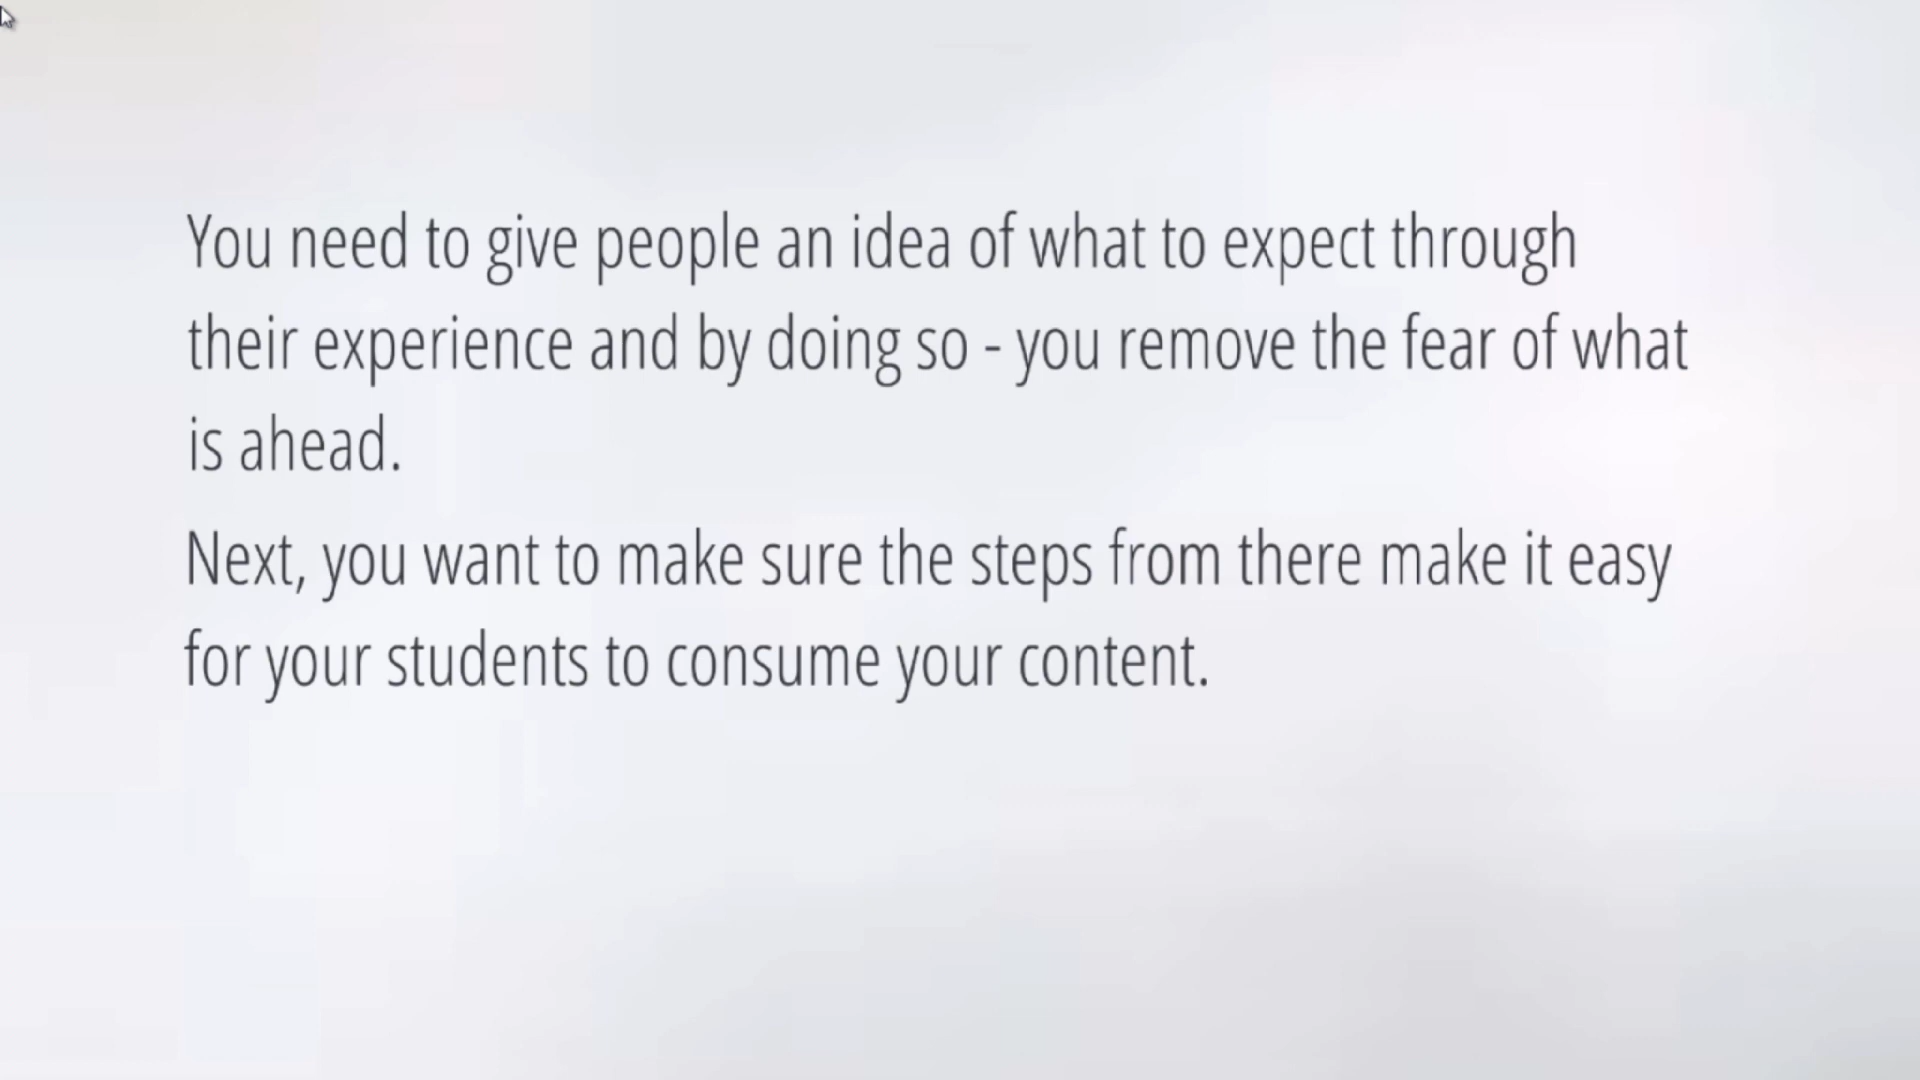 You need to give people an idea of what to expect through
their experience and by doing so - you remove the fear of what
is ahead.
Next, you want to make sure the steps from there make it easy
for your students to consume your content.